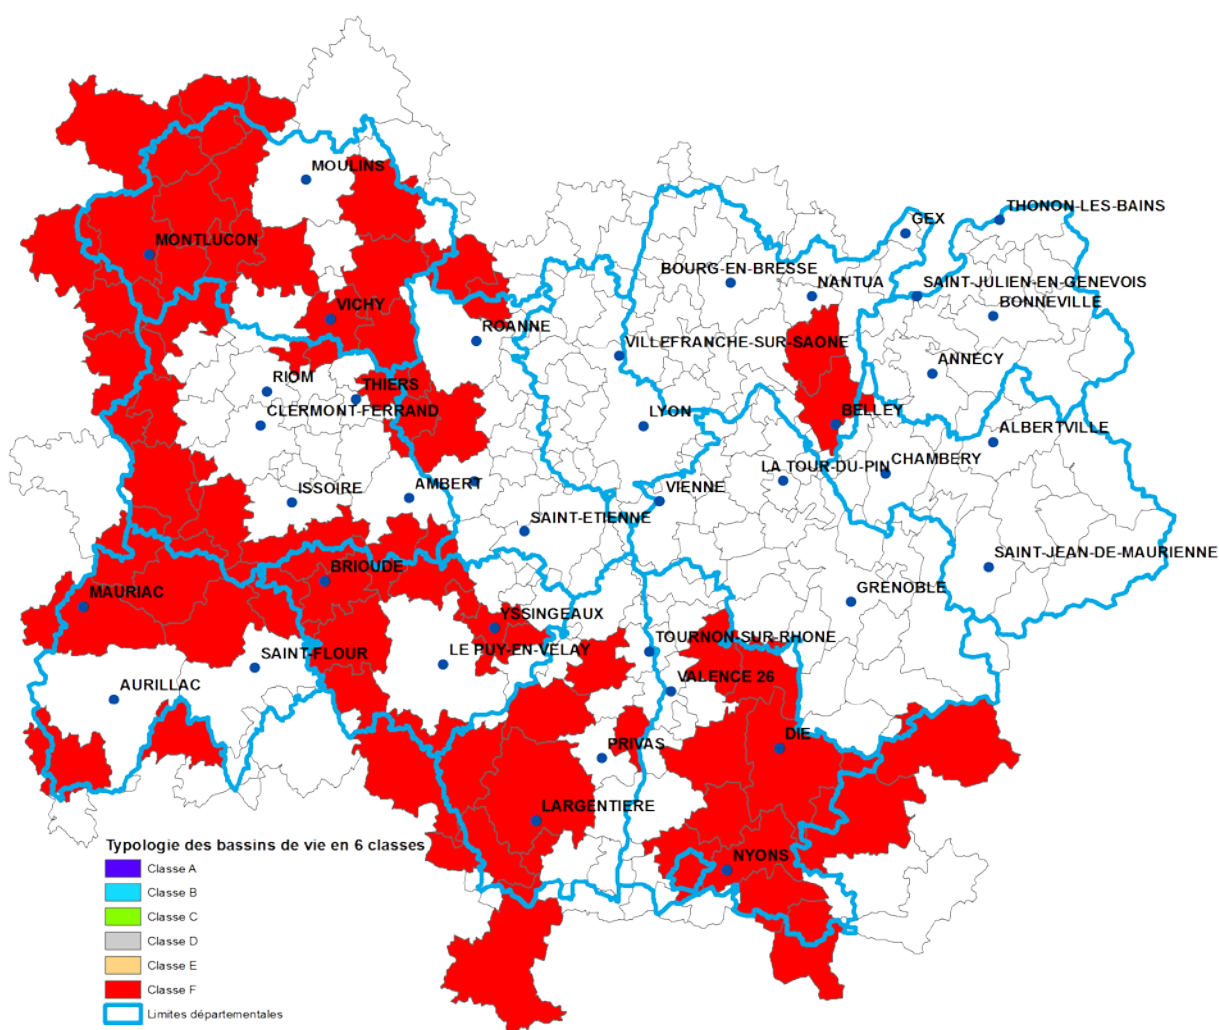 MOULINS
THONON-LES-BAINS
GEX
MONTLUCON
BOURG-EN-BRESSE
NANTUA
SAINT-JULIEN-EN-GENEVOIS
BONNEVILLE
VICHY
ROANNE
VILLEFRANCHE-SUR-SAONE
ANNECY
RIOM
THIERS
CLERMONT-FERRAND
LYON
BELLEY
ALBERTVILLE
LA TOUR-DU-PIN
CHAMBERY
ISSOIRE
AMBERT
VIENNE
SAINT-ETIENNE
SAINT-JEAN-DE-MAURIENNE
BRIOUDE
MAURIAC
GRENOBLE
YSSINGEAUX
TOURNON-SUR-RHONE
SAINT-FLOUR
LE PUY-EN-VELAY
AURILLAC
VALENCE 26
PRIVAS
DIE
LARGENTIERE
NYONS
Typologie des bassins de vie en 6 classes
Classe A
Classe B
Classe C
Classe D
Classe E
Classe F
Limites départementales